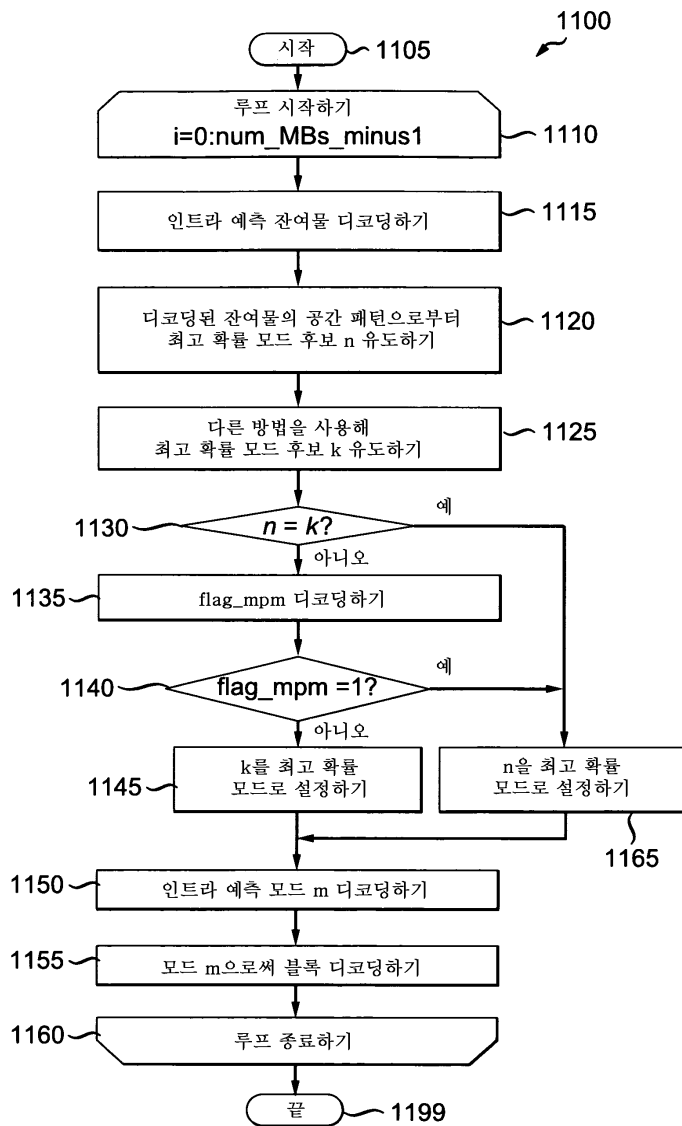 1100
시작
1105
루프 시작하기
i=0:num_MBs_minus1
1110
인트라 예측 잔여물 디코딩하기
1115
디코딩된 잔여물의 공간 패턴으로부터
최고 확률 모드 후보 n 유도하기
1120
다른 방법을 사용해
최고 확률 모드 후보 k 유도하기
1125
1130
n = k?
예
아니오
1135
flag_mpm 디코딩하기
1140
flag_mpm =1?
예
아니오
1145
k를 최고 확률
모드로 설정하기
n을 최고 확률
모드로 설정하기
1165
1150
인트라 예측 모드 m 디코딩하기
1155
모드 m으로써 블록 디코딩하기
1160
루프 종료하기
끝
1199